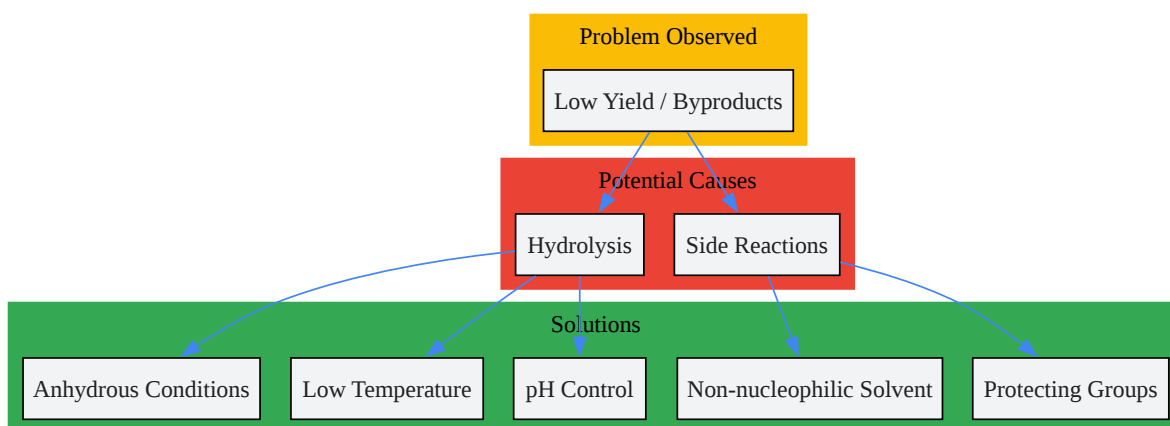 Problem Observed
Low Yield / Byproducts
Potential Causes
Hydrolysis
Side Reactions
Solutions
Anhydrous Conditions
Low Temperature
pH Control
Non-nucleophilic Solvent
Protecting Groups